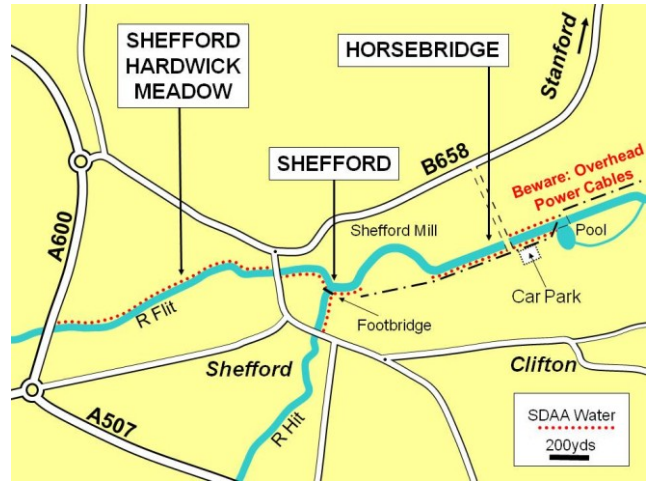 SHEFFORD
HARDWICK
MEADOW
HORSEBRIDGE
Stanford
SHEFFORD
B658
Beware: Overhead
Power Cables
A600
Shefford Mill
Pool
R Flit
Car Park
Footbridge
Shefford
Clifton
R Hit
A507
SDAA Water
200yds